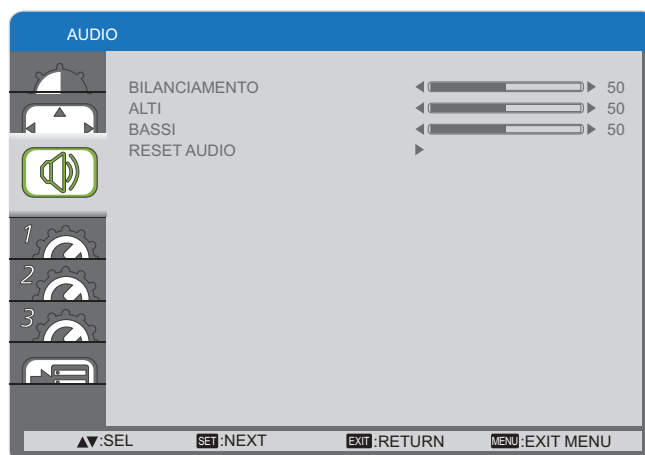 AUDIO
BILANCIAMENTO 50
ALTI 50
BASSI 50
RESET AUDIO
1
2
3
▲▼:SEL SET:NEXT EXIT:RETURN MENU:EXIT MENU